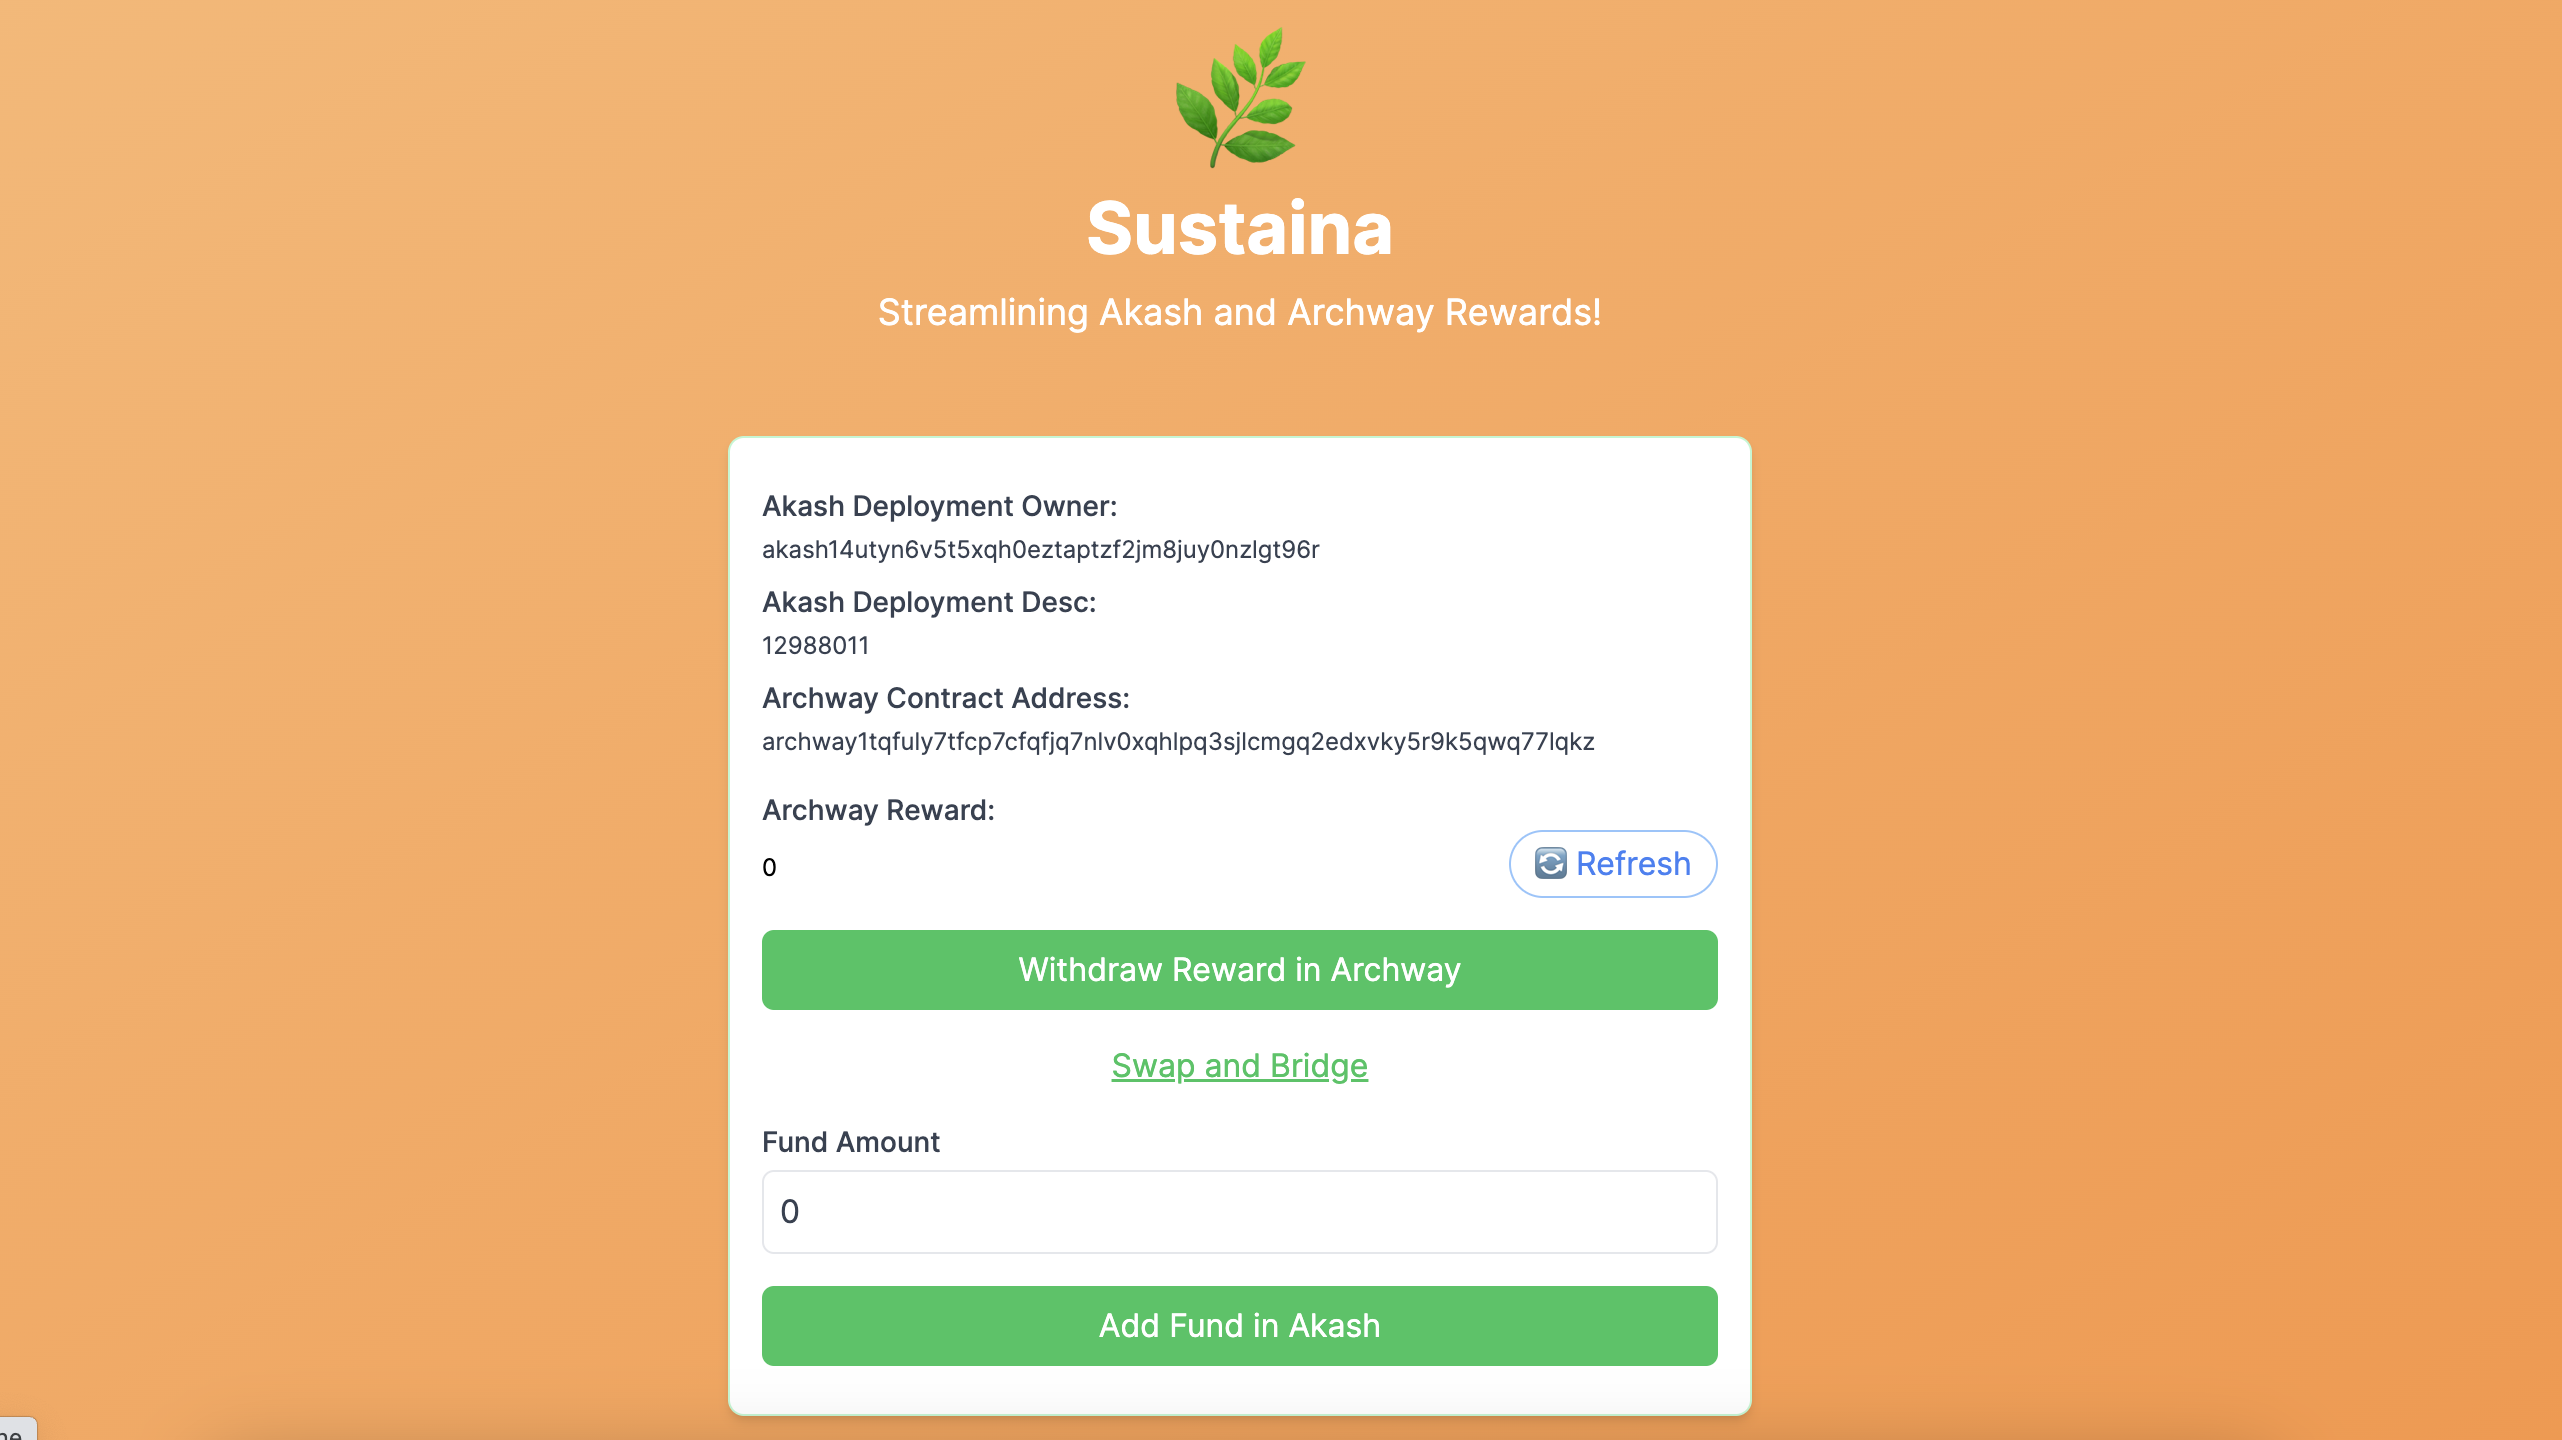 Sustaina
Streamlining Akash and Archway Rewards!
Akash Deployment Owner:
akash14utyn6v5t5xqh0eztaptzf2jm8juy0nzlgt96r
Akash Deployment Desc:
12988011
Archway Contract Address:
archway1tqfuly7tfcp7cfqfjq7nlv0xqhlpq3sjlcmgq2edxvky5r9k5qwq77lqkz
Archway Reward:
0
Refresh
Withdraw Reward in Archway
Swap and Bridge
Fund Amount
0
Add Fund in Akash